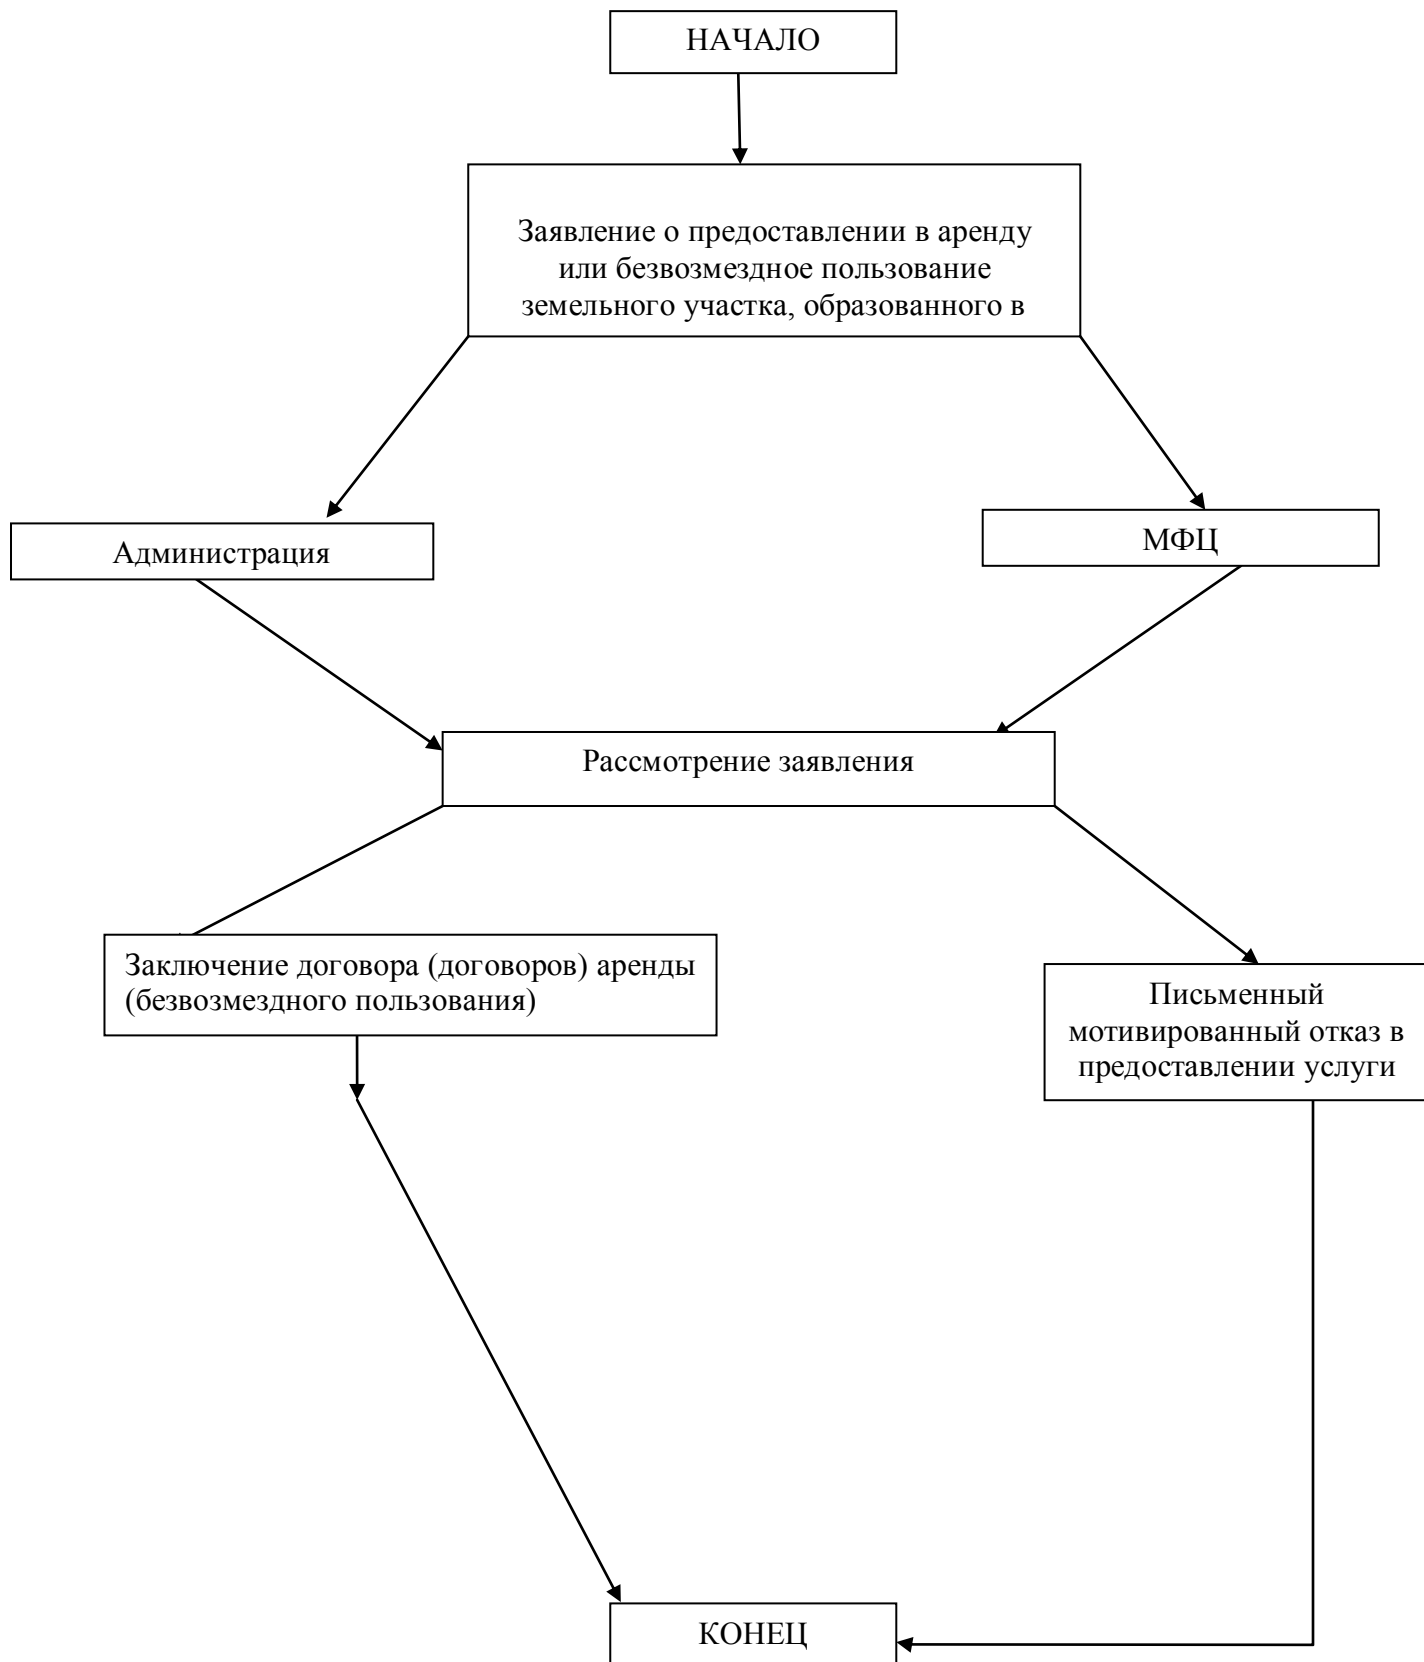 НАЧАЛО
Заявление о предоставлении в аренду
или безвозмездное пользование
земельного участка, образованного в
Администрация
МФЦ
Рассмотрение заявления
Заключение договора (договоров) аренды
(безвозмездного пользования)
Письменный
мотивированный отказ в
предоставлении услуги
КОНЕЦ